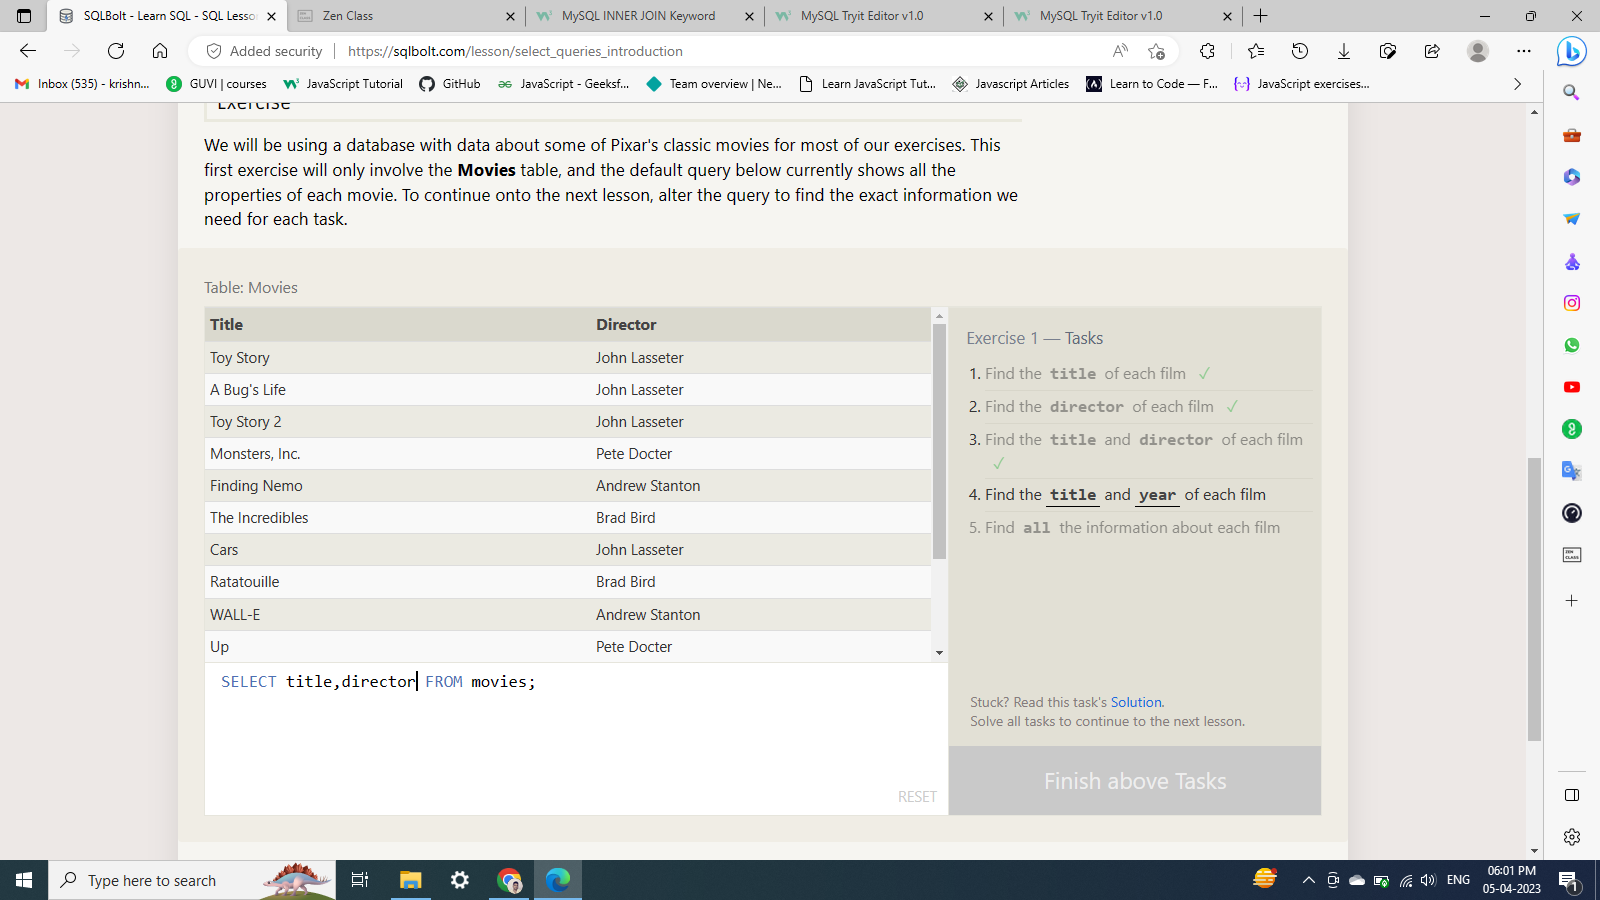 SQLBolt - Learn SQL - SQL Lesso
Zen Class
MySQL INNER JOIN Keyword
MySQL Tryit Editor v1.0
MySQL Tryit Editor v1.0
Added security
https://sqlbolt.com/lesson/select_queries_introduction
Inbox (535) - krishn...
GUVI | courses
JavaScript Tutorial
GitHub
JavaScript - Geeksf...
Team overview | Ne...
Learn JavaScript Tut...
Javascript Articles
Learn to Code — F...
JavaScript exercises...
Exercise
We will be using a database with data about some of Pixar's classic movies for most of our exercises. This
first exercise will only involve the Movies table, and the default query below currently shows all the
properties of each movie. To continue onto the next lesson, alter the query to find the exact information we
need for each task.
Table: Movies
Title Director
Toy Story John Lasseter
A Bug's Life John Lasseter
Toy Story 2 John Lasseter
Monsters, Inc. Pete Docter
Finding Nemo Andrew Stanton
The Incredibles Brad Bird
Cars John Lasseter
Ratatouille Brad Bird
WALL-E Andrew Stanton
Up Pete Docter
SELECT title,director FROM movies;
RESET
Exercise 1 — Tasks
1. Find the title of each film ✓
2. Find the director of each film ✓
3. Find the title and director of each film
✓
4. Find the title and year of each film
5. Find all the information about each film
Stuck? Read this task's Solution.
Solve all tasks to continue to the next lesson.
Finish above Tasks
ZEN
CLASS
Type here to search
ENG
06:01 PM
05-04-2023
1